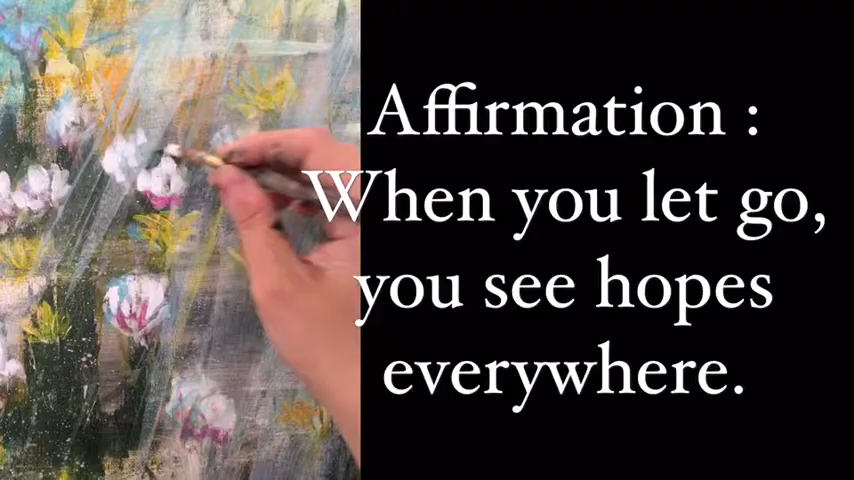 Affirmation :
When you let go,
you see hopes
everywhere.